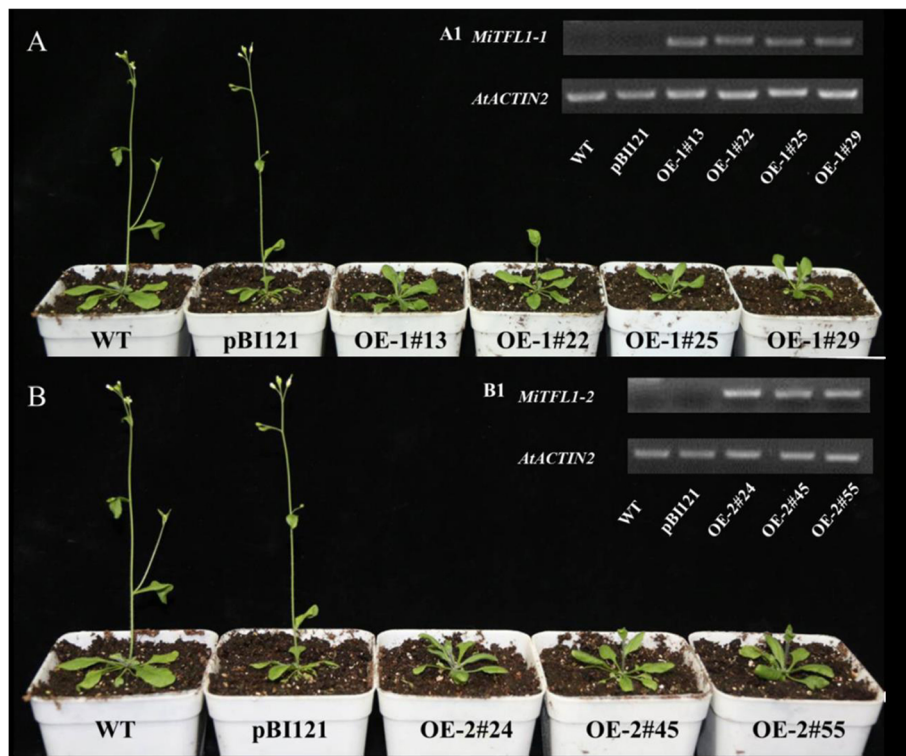 A
A1 MiTFL1-1
AtACTIN2
WT pBI121 OE-1#13 OE-1#22 OE-1#25 OE-1#29
WT pBI121 OE-1#13 OE-1#22 OE-1#25 OE-1#29
B
B1 MiTFL1-2
AtACTIN2
WT pBI121 OE-2#24 OE-2#45 OE-2#55
WT pBI121 OE-2#24 OE-2#45 OE-2#55